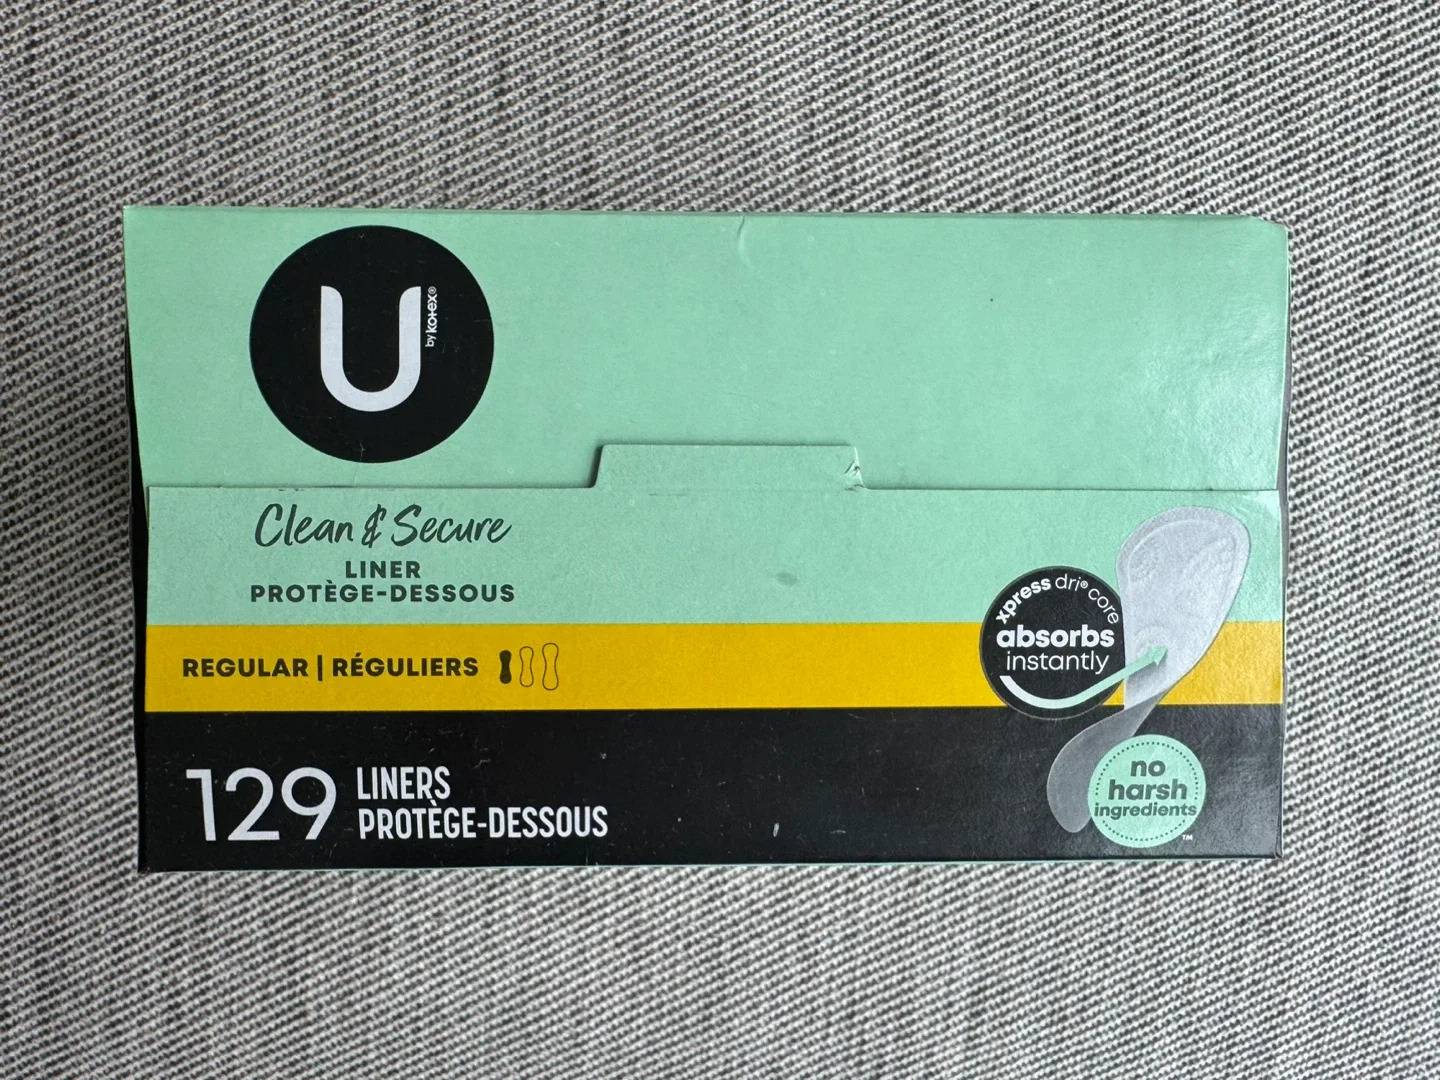 U
by kotex®
Clean & Secure
LINER
PROTÈGE-DESSOUS
REGULAR | RÉGULIERS
129 LINERS
PROTÈGE-DESSOUS
xpress dri® core
absorbs
instantly
no
harsh
ingredients
™